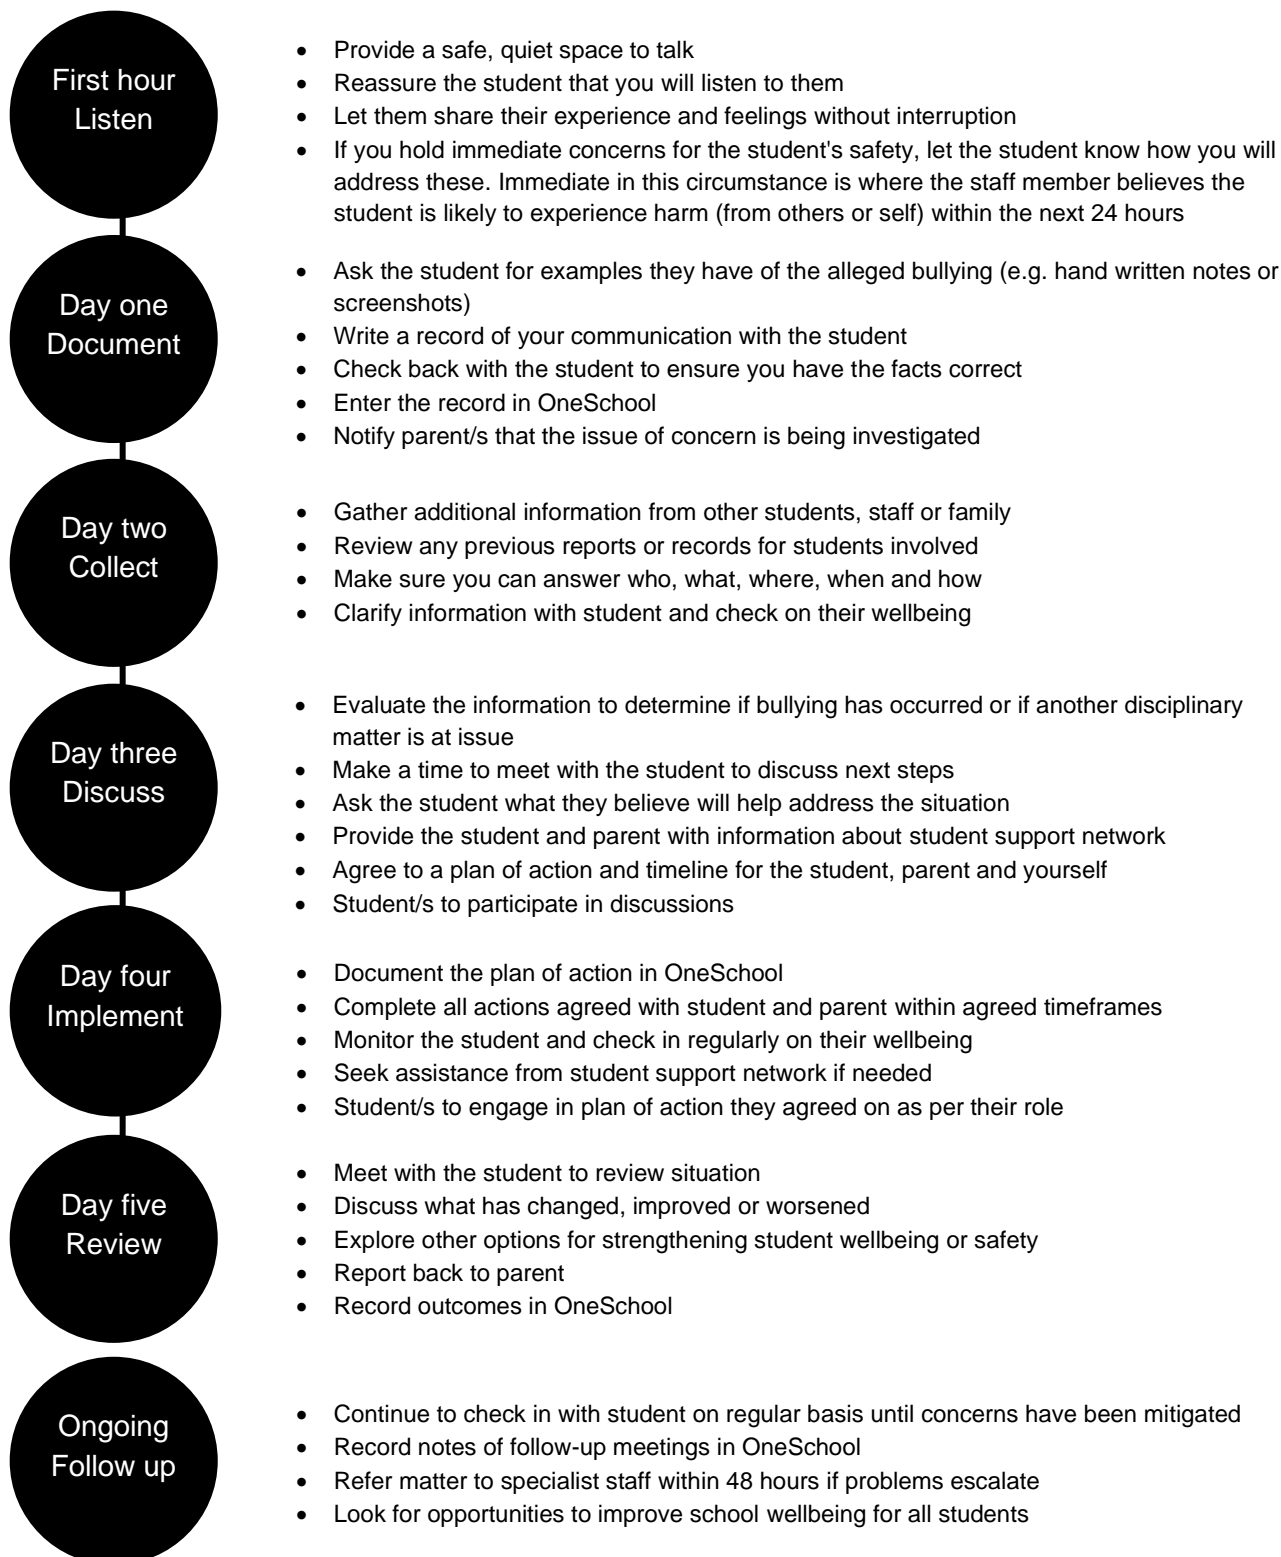 First hour
Listen
• Provide a safe, quiet space to talk
• Reassure the student that you will listen to them
• Let them share their experience and feelings without interruption
• If you hold immediate concerns for the student's safety, let the student know how you will
address these. Immediate in this circumstance is where the staff member believes the
student is likely to experience harm (from others or self) within the next 24 hours
Day one
Document
• Ask the student for examples they have of the alleged bullying (e.g. hand written notes or
screenshots)
• Write a record of your communication with the student
• Check back with the student to ensure you have the facts correct
• Enter the record in OneSchool
• Notify parent/s that the issue of concern is being investigated
Day two
Collect
• Gather additional information from other students, staff or family
• Review any previous reports or records for students involved
• Make sure you can answer who, what, where, when and how
• Clarify information with student and check on their wellbeing
Day three
Discuss
• Evaluate the information to determine if bullying has occurred or if another disciplinary
matter is at issue
• Make a time to meet with the student to discuss next steps
• Ask the student what they believe will help address the situation
• Provide the student and parent with information about student support network
• Agree to a plan of action and timeline for the student, parent and yourself
• Student/s to participate in discussions
Day four
Implement
• Document the plan of action in OneSchool
• Complete all actions agreed with student and parent within agreed timeframes
• Monitor the student and check in regularly on their wellbeing
• Seek assistance from student support network if needed
• Student/s to engage in plan of action they agreed on as per their role
Day five
Review
• Meet with the student to review situation
• Discuss what has changed, improved or worsened
• Explore other options for strengthening student wellbeing or safety
• Report back to parent
• Record outcomes in OneSchool
Ongoing
Follow up
• Continue to check in with student on regular basis until concerns have been mitigated
• Record notes of follow-up meetings in OneSchool
• Refer matter to specialist staff within 48 hours if problems escalate
• Look for opportunities to improve school wellbeing for all students